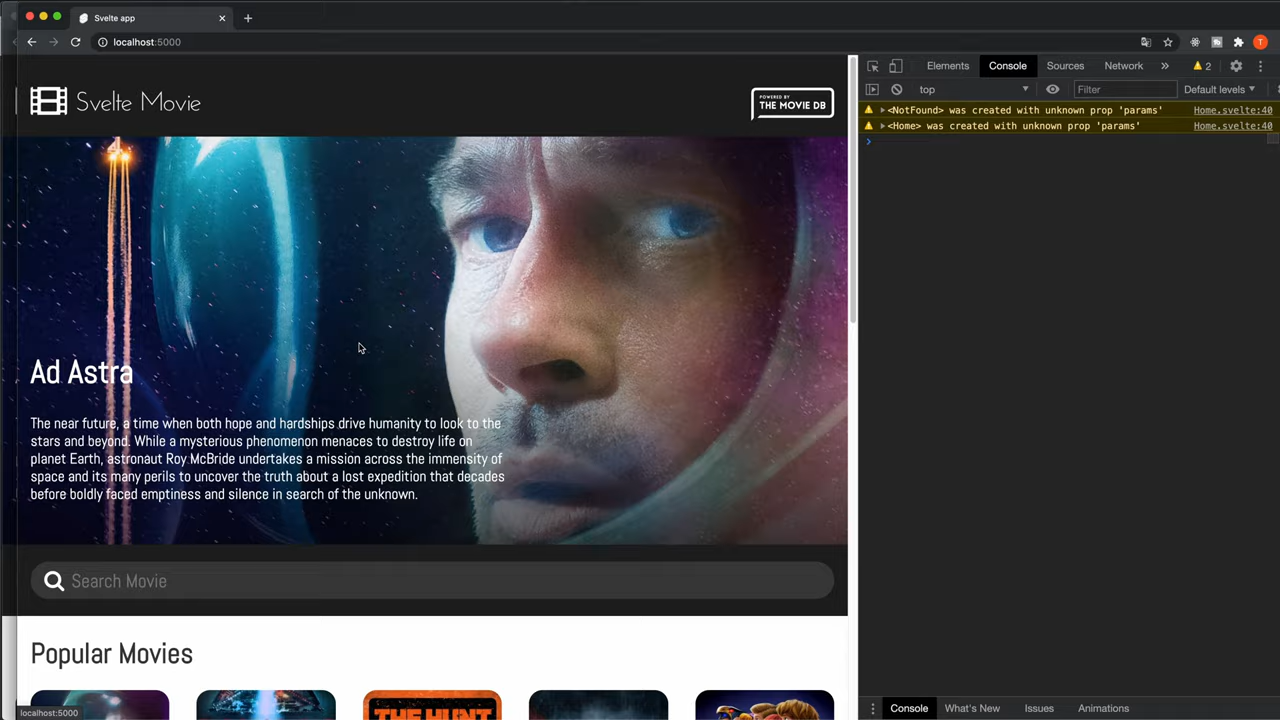 Svelte app
localhost:5000
Elements
Console
Sources
Network
2
top
Filter
Default levels
<NotFound> was created with unknown prop 'params'
Home.svelte:40
<Home> was created with unknown prop 'params'
Home.svelte:40
Svelte Movie
POWERED BY
THE MOVIE DB
Ad Astra
The near future, a time when both hope and hardships drive humanity to look to the
stars and beyond. While a mysterious phenomenon menaces to destroy life on
planet Earth, astronaut Roy McBride undertakes a mission across the immensity of
space and its many perils to uncover the truth about a lost expedition that decades
before boldly faced emptiness and silence in search of the unknown.
Search Movie
Popular Movies
THE HUNT
localhost:5000
Console
What's New
Issues
Animations
T